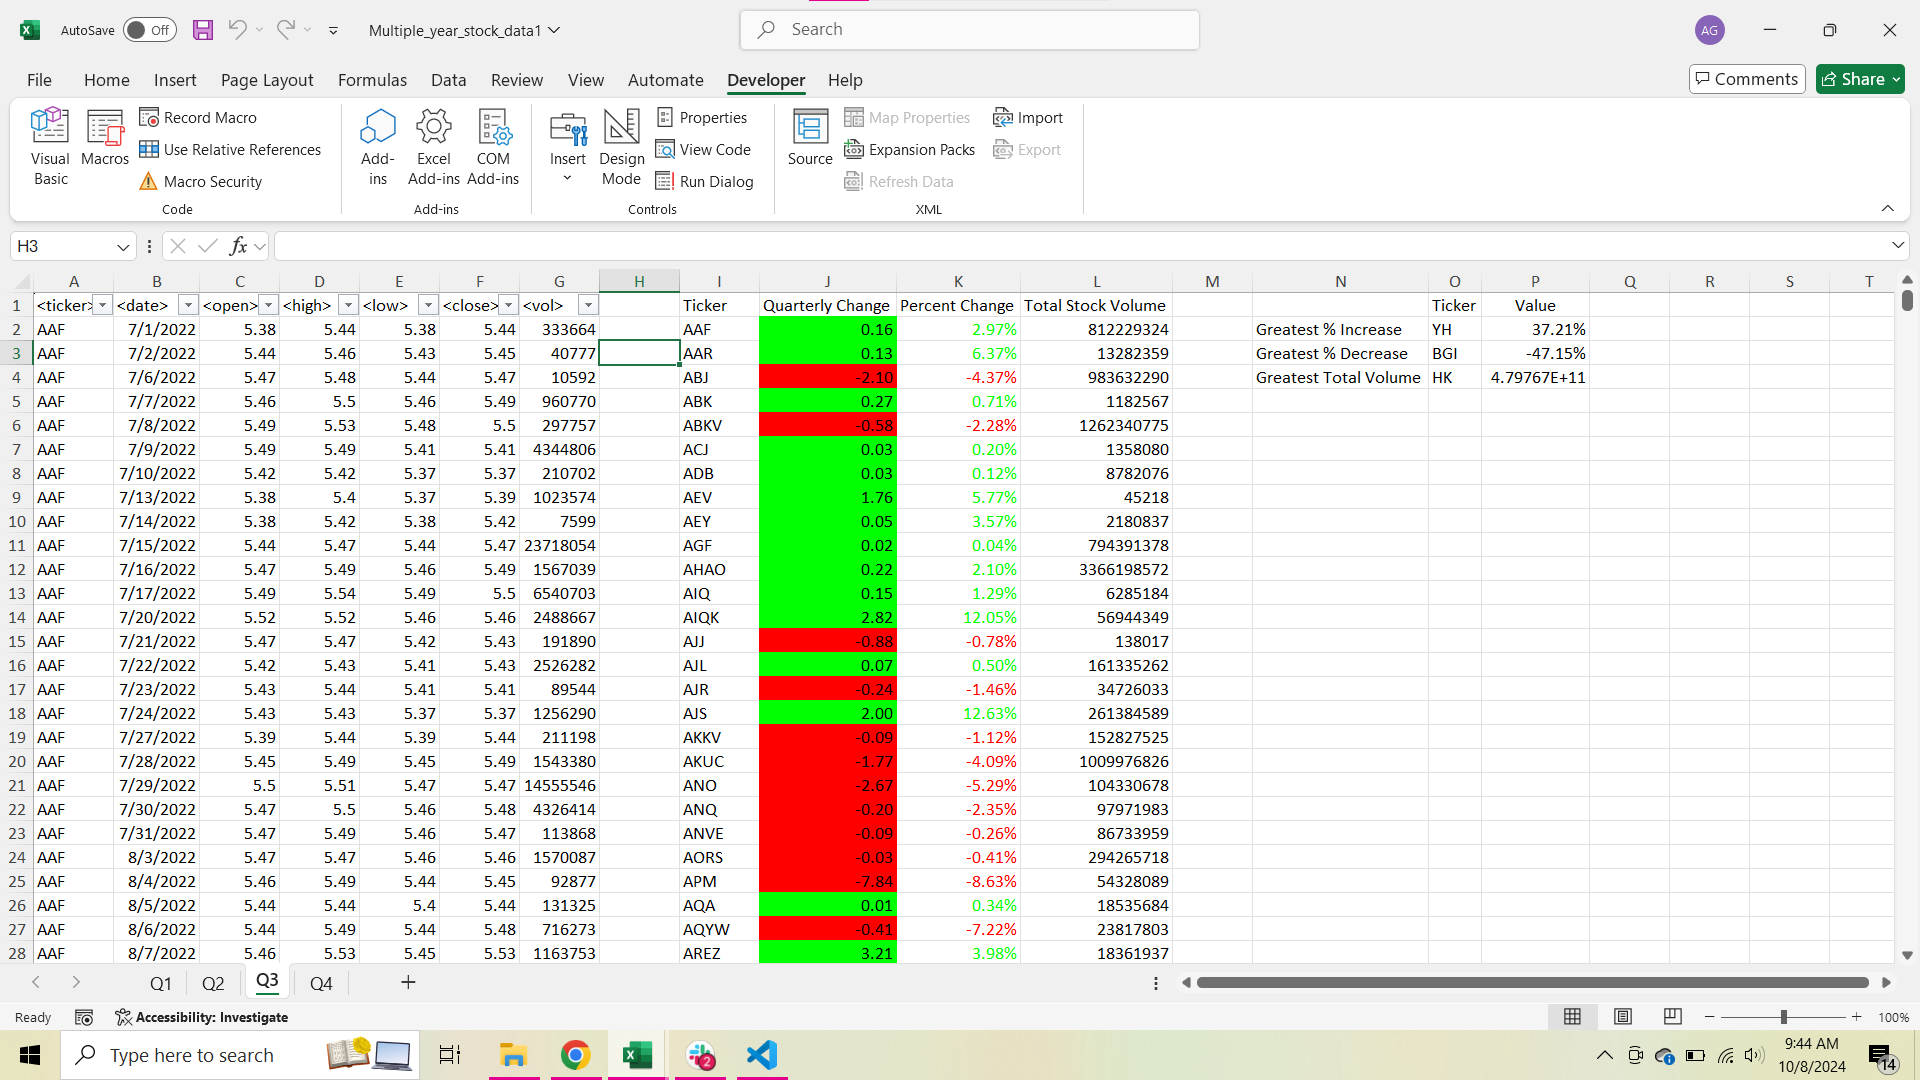 AutoSave Off Multiple_year_stock_data1 Search AG
File Home Insert Page Layout Formulas Data Review View Automate Developer Help Comments Share
Visual Basic
Macros
Record Macro
Use Relative References
Macro Security
Code
Add-ins
Excel Add-ins
COM Add-ins
Add-ins
Insert
Design Mode
Properties
View Code
Run Dialog
Controls
Source
Map Properties
Expansion Packs
Refresh Data
Import
Export
XML
H3 fx
A B C D E F G H I J K L M N O P Q R S T
1 <ticker> <date> <open> <high> <low> <close> <vol> Ticker Quarterly Change Percent Change Total Stock Volume Ticker Value
2 AAF 7/1/2022 5.38 5.44 5.38 5.44 333664 AAF 0.16 2.97% 812229324 Greatest % Increase YH 37.21%
3 AAF 7/2/2022 5.44 5.46 5.43 5.45 40777 AAR 0.13 6.37% 13282359 Greatest % Decrease BGI -47.15%
4 AAF 7/6/2022 5.47 5.48 5.44 5.47 10592 ABJ -2.10 -4.37% 983632290 Greatest Total Volume HK 4.79767E+11
5 AAF 7/7/2022 5.46 5.5 5.46 5.49 960770 ABK 0.27 0.71% 1182567
6 AAF 7/8/2022 5.49 5.53 5.48 5.5 297757 ABKV -0.58 -2.28% 1262340775
7 AAF 7/9/2022 5.49 5.49 5.41 5.41 4344806 ACJ 0.03 0.20% 1358080
8 AAF 7/10/2022 5.42 5.42 5.37 5.37 210702 ADB 0.03 0.12% 8782076
9 AAF 7/13/2022 5.38 5.4 5.37 5.39 1023574 AEV 1.76 5.77% 45218
10 AAF 7/14/2022 5.38 5.42 5.38 5.42 7599 AEY 0.05 3.57% 2180837
11 AAF 7/15/2022 5.44 5.47 5.44 5.47 23718054 AGF 0.02 0.04% 794391378
12 AAF 7/16/2022 5.47 5.49 5.46 5.49 1567039 AHAO 0.22 2.10% 3366198572
13 AAF 7/17/2022 5.49 5.54 5.49 5.5 6540703 AIQ 0.15 1.29% 6285184
14 AAF 7/20/2022 5.52 5.52 5.46 5.46 2488667 AIQK 2.82 12.05% 56944349
15 AAF 7/21/2022 5.47 5.47 5.42 5.43 191890 AJJ -0.88 -0.78% 138017
16 AAF 7/22/2022 5.42 5.43 5.41 5.43 2526282 AJL 0.07 0.50% 161335262
17 AAF 7/23/2022 5.43 5.44 5.41 5.41 89544 AJR -0.24 -1.46% 34726033
18 AAF 7/24/2022 5.43 5.43 5.37 5.37 1256290 AJS 2.00 12.63% 261384589
19 AAF 7/27/2022 5.39 5.44 5.39 5.44 211198 AKKV -0.09 -1.12% 152827525
20 AAF 7/28/2022 5.45 5.49 5.45 5.49 1543380 AKUC -1.77 -4.09% 1009976826
21 AAF 7/29/2022 5.5 5.51 5.47 5.47 14555546 ANO -2.67 -5.29% 104330678
22 AAF 7/30/2022 5.47 5.5 5.46 5.48 4326414 ANQ -0.20 -2.35% 97971983
23 AAF 7/31/2022 5.47 5.49 5.46 5.47 113868 ANVE -0.09 -0.26% 86733959
24 AAF 8/3/2022 5.47 5.47 5.46 5.46 1570087 AORS -0.03 -0.41% 294265718
25 AAF 8/4/2022 5.46 5.49 5.44 5.45 92877 APM -7.84 -8.63% 54328089
26 AAF 8/5/2022 5.44 5.44 5.4 5.44 131325 AQA 0.01 0.34% 18535684
27 AAF 8/6/2022 5.44 5.49 5.44 5.48 716273 AQYW -0.41 -7.22% 23817803
28 AAF 8/7/2022 5.46 5.53 5.45 5.53 1163753 AREZ 3.21 3.98% 18361937
Q1 Q2 Q3 Q4
Ready Accessibility: Investigate 100%
Type here to search 2 9:44 AM
10/8/2024 14